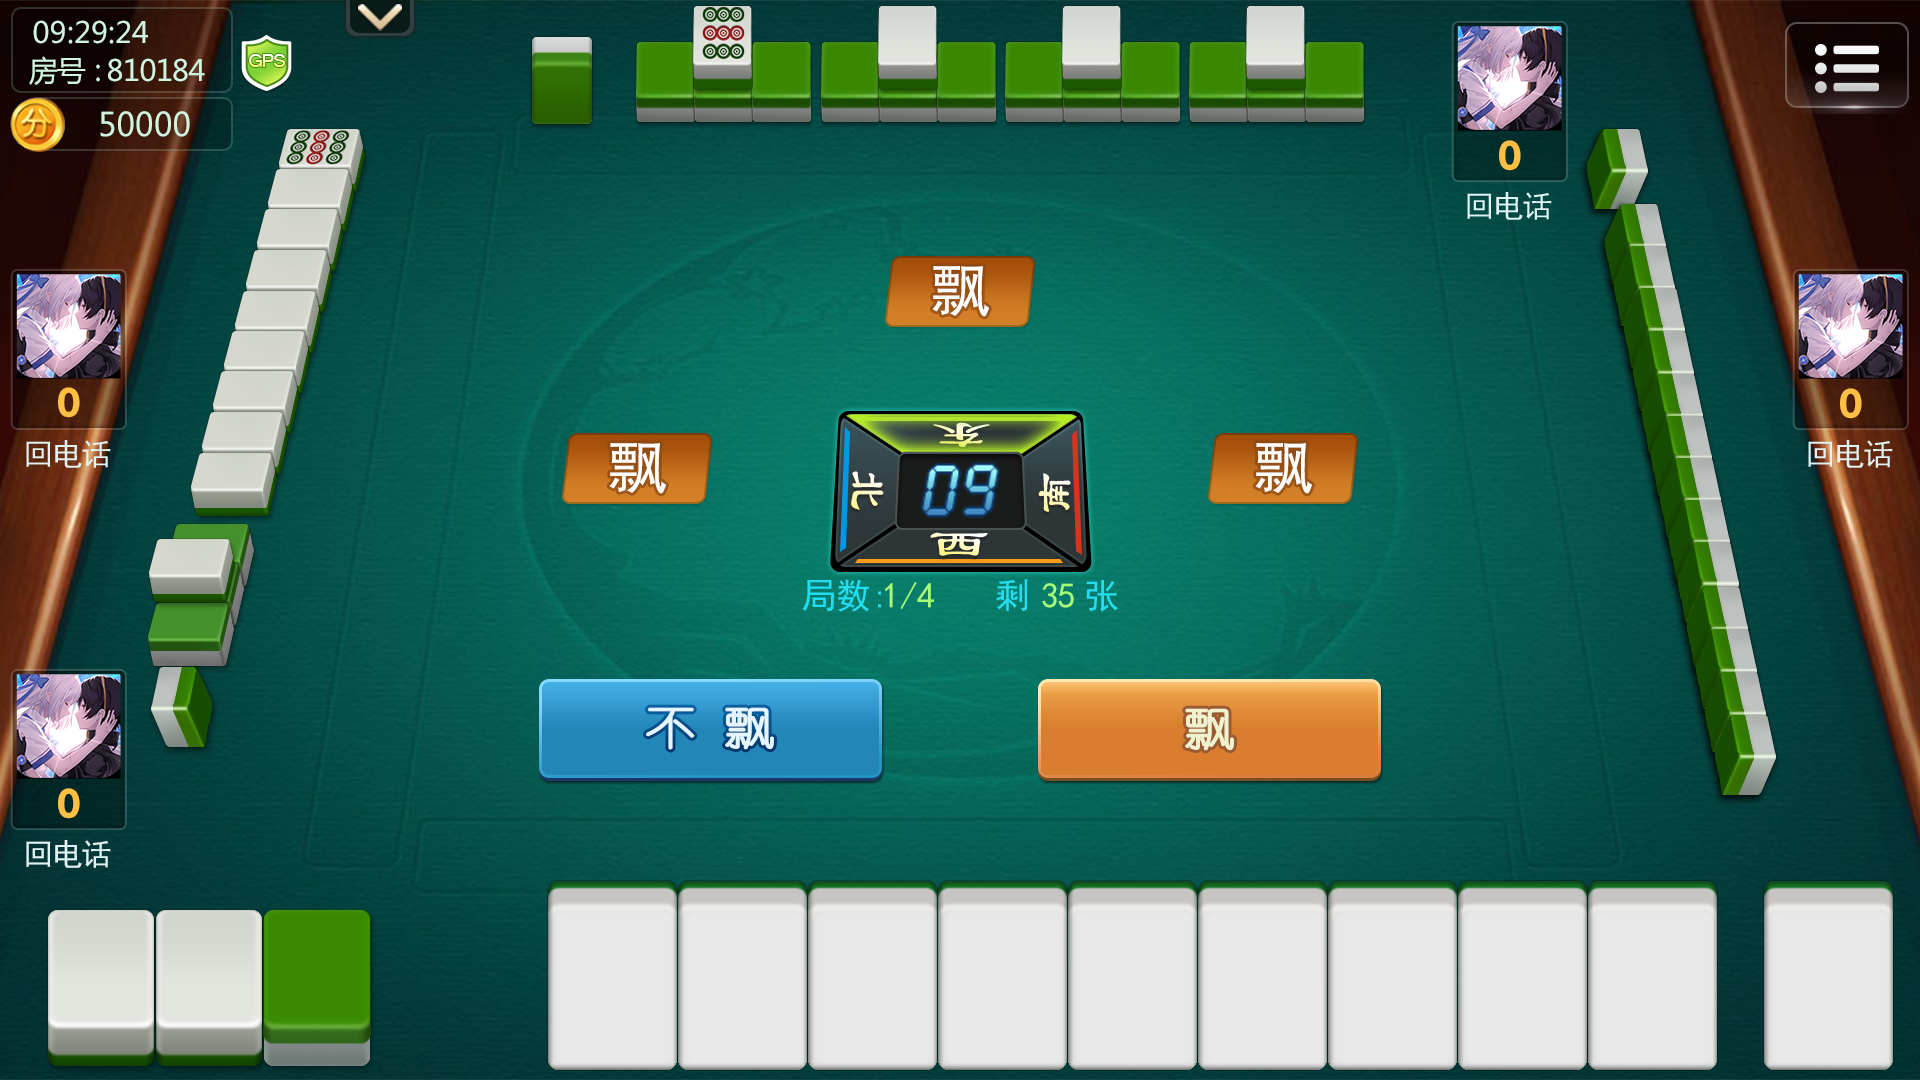 09:29:24
房号：810184
GPS
分 50000
0
回电话
0
回电话
0
回电话
0
回电话
飘
飘
飘
东
北
09
南
西
局数:1/4 剩 35 张
不 飘
飘